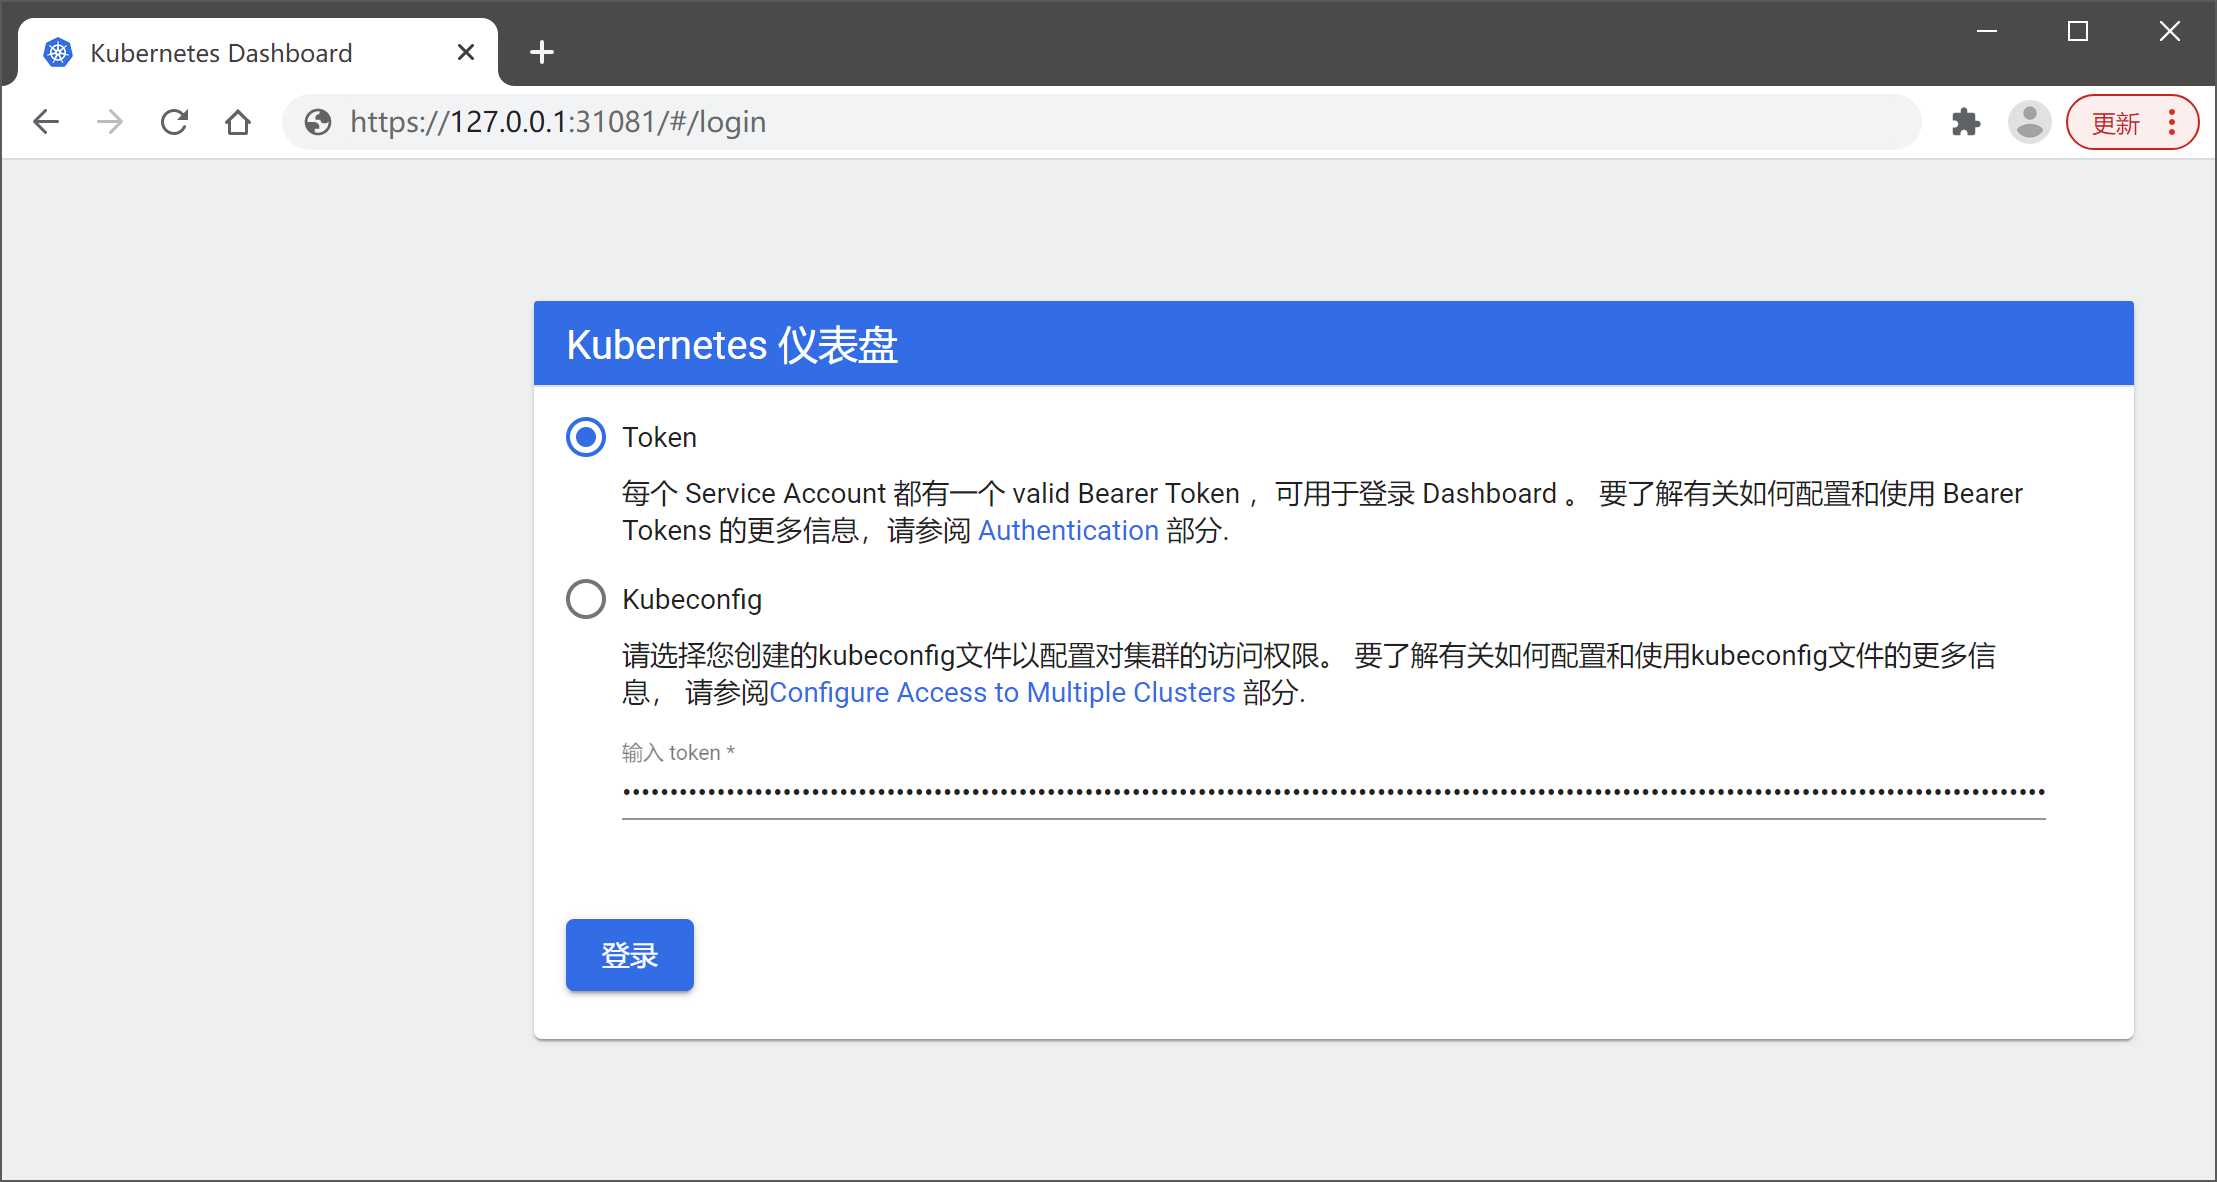 Kubernetes Dashboard
https://127.0.0.1:31081/#/login
更新
Kubernetes 仪表盘
Token
每个 Service Account 都有一个 valid Bearer Token ，可用于登录 Dashboard 。 要了解有关如何配置和使用 Bearer
Tokens 的更多信息，请参阅 Authentication 部分.
Kubeconfig
请选择您创建的kubeconfig文件以配置对集群的访问权限。 要了解有关如何配置和使用kubeconfig文件的更多信
息， 请参阅Configure Access to Multiple Clusters 部分.
输入 token *
登录